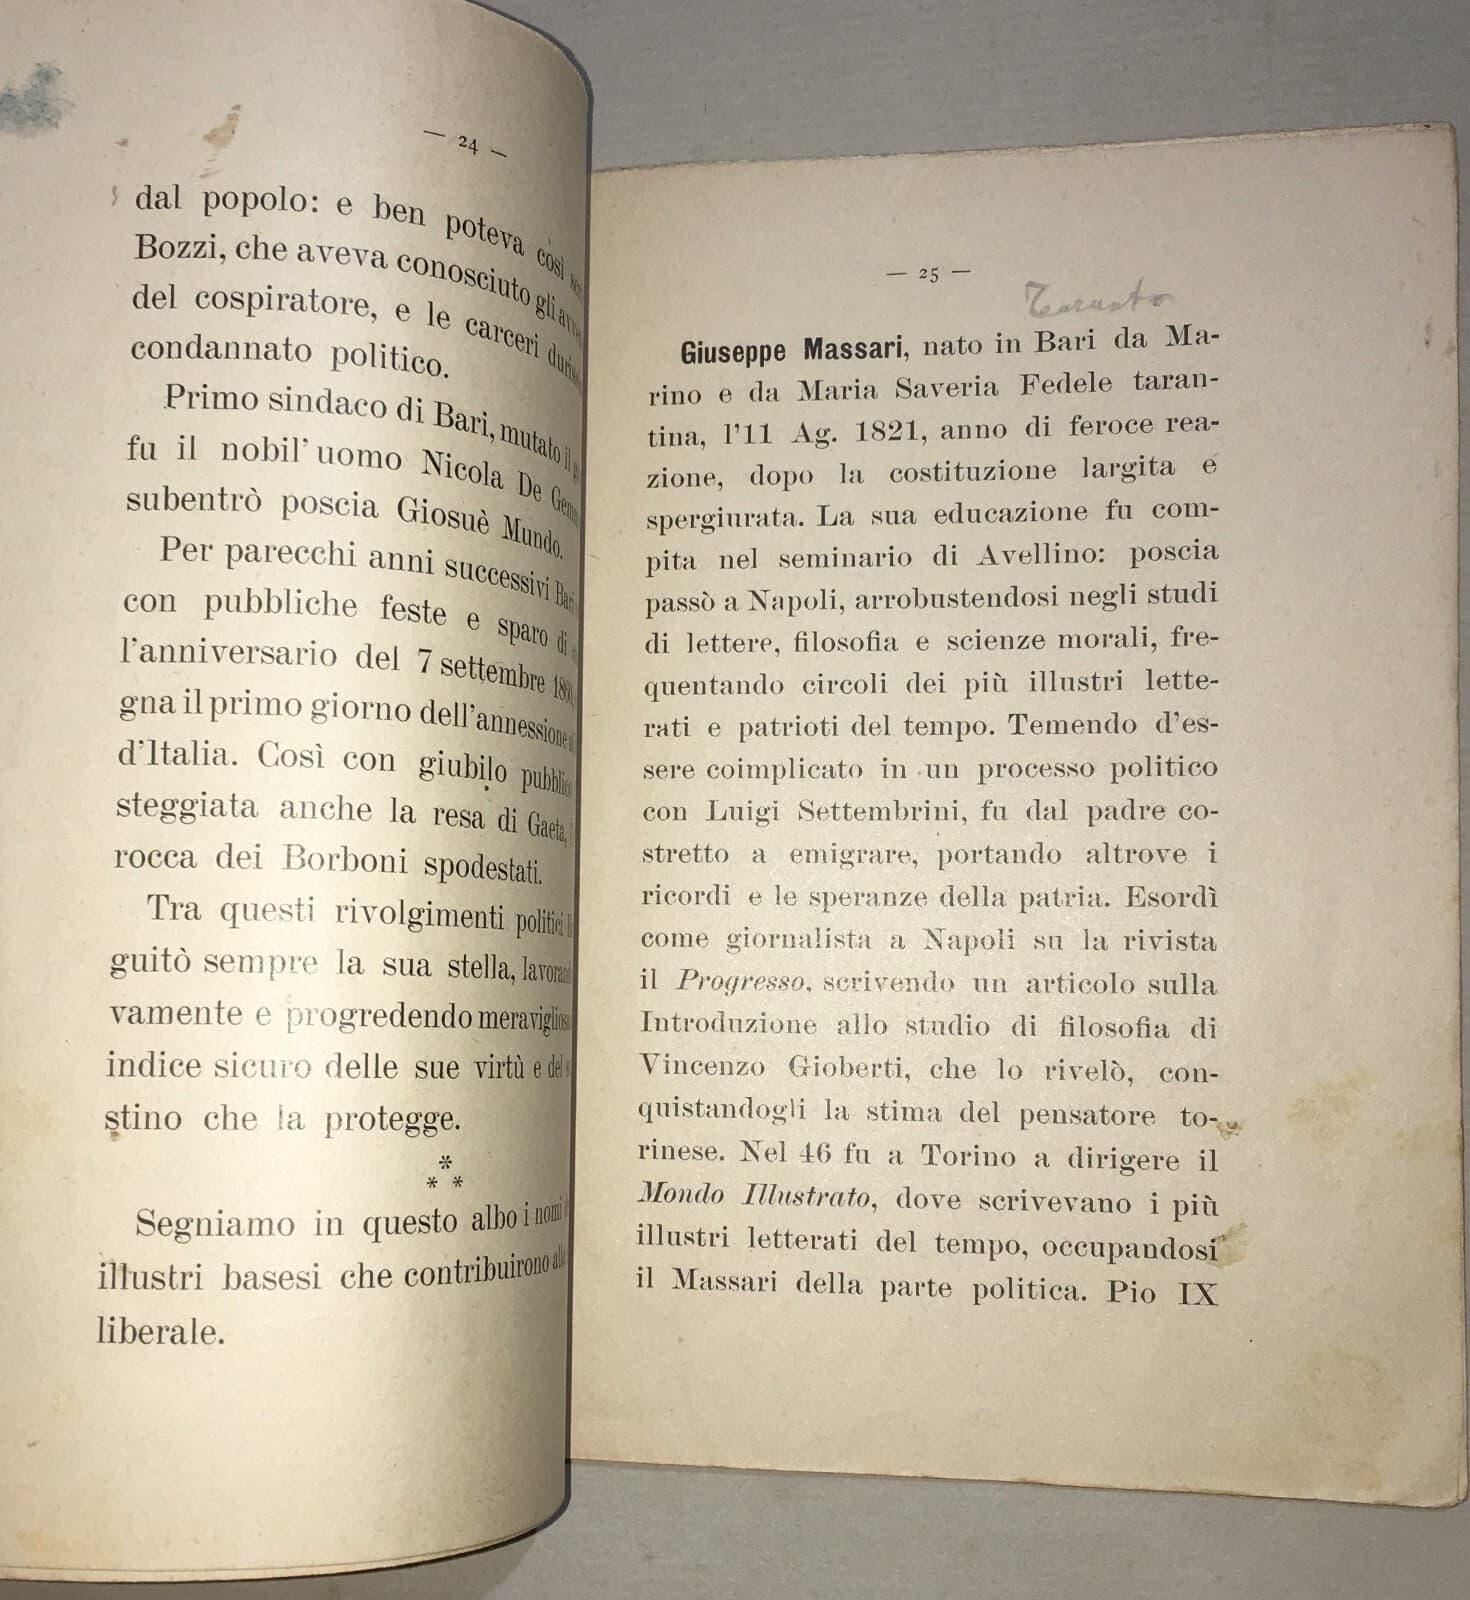 — 24 —
dal popolo: e ben poteva così
Bozzi, che aveva conosciuto gli
del cospiratore, e le carceri
condannato politico.
Primo sindaco di Bari, mutato il
fu il nobil' uomo Nicola De
subentrò poscia Giosuè Mundo.
Per parecchi anni successivi Bari
con pubbliche feste e sparo di
l'anniversario del 7 settembre
gna il primo giorno dell'annessione
d'Italia. Così con giubilo pubblico
steggiata anche la resa di Gaeta,
rocca dei Borboni spodestati.
Tra questi rivolgimenti politici
guitò sempre la sua stella,
vamente e progredendo
indice sicuro delle sue virtù e del
stino che la protegge.
*
* *
Segniamo in questo albo i nomi
illustri basesi che contribuirono
liberale.
— 25 —
Taranto
Giuseppe Massari, nato in Bari da Ma-
rino e da Maria Saveria Fedele taran-
tina, l'11 Ag. 1821, anno di feroce rea-
zione, dopo la costituzione largita e
spergiurata. La sua educazione fu com-
pita nel seminario di Avellino: poscia
passò a Napoli, arrobustendosi negli studi
di lettere, filosofia e scienze morali, fre-
quentando circoli dei più illustri lette-
rati e patrioti del tempo. Temendo d'es-
sere coimplicato in un processo politico
con Luigi Settembrini, fu dal padre co-
stretto a emigrare, portando altrove i
ricordi e le speranze della patria. Esordì
come giornalista a Napoli su la rivista
il Progresso, scrivendo un articolo sulla
Introduzione allo studio di filosofia di
Vincenzo Gioberti, che lo rivelò, con-
quistandogli la stima del pensatore to-
rinese. Nel 46 fu a Torino a dirigere il
Mondo Illustrato, dove scrivevano i più
illustri letterati del tempo, occupandosi
il Massari della parte politica. Pio IX